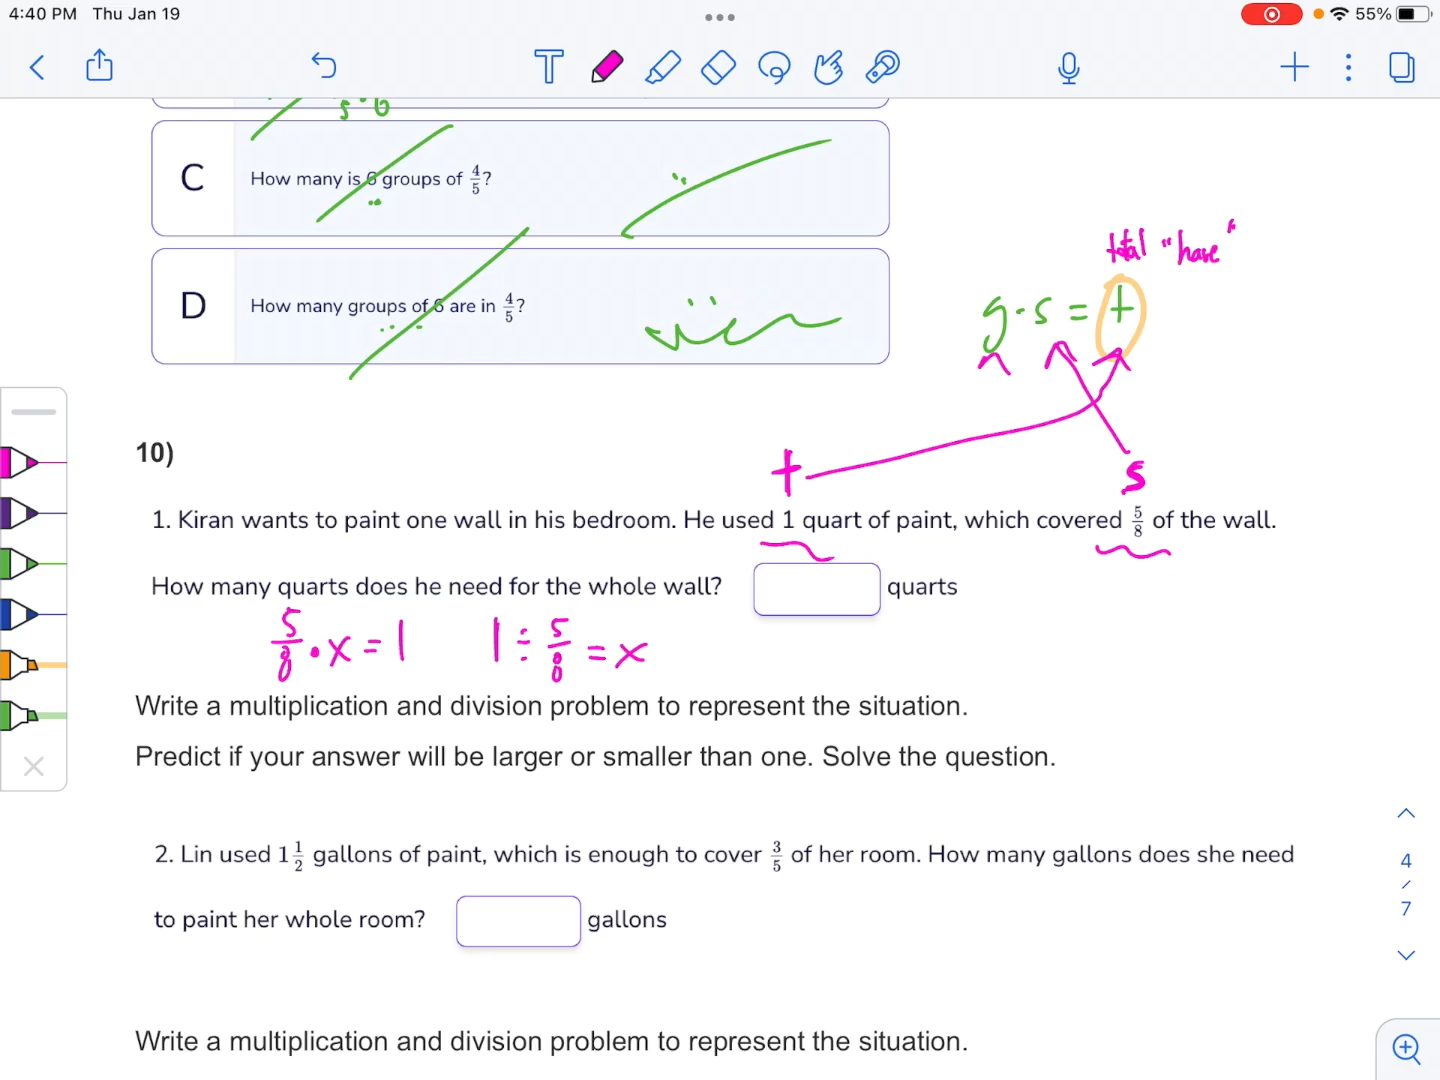 4:40 PM Thu Jan 19
55%
5 · 6
C
How many is 6 groups of 4/5?
D
How many groups of 6 are in 4/5?
total "have"
g · s = t
t
s
10)
1. Kiran wants to paint one wall in his bedroom. He used 1 quart of paint, which covered 5/8 of the wall.
How many quarts does he need for the whole wall? quarts
5/8 · x = 1 1 ÷ 5/8 = x
Write a multiplication and division problem to represent the situation.
Predict if your answer will be larger or smaller than one. Solve the question.
2. Lin used 1 1/2 gallons of paint, which is enough to cover 3/5 of her room. How many gallons does she need
to paint her whole room? gallons
4
/
7
Write a multiplication and division problem to represent the situation.